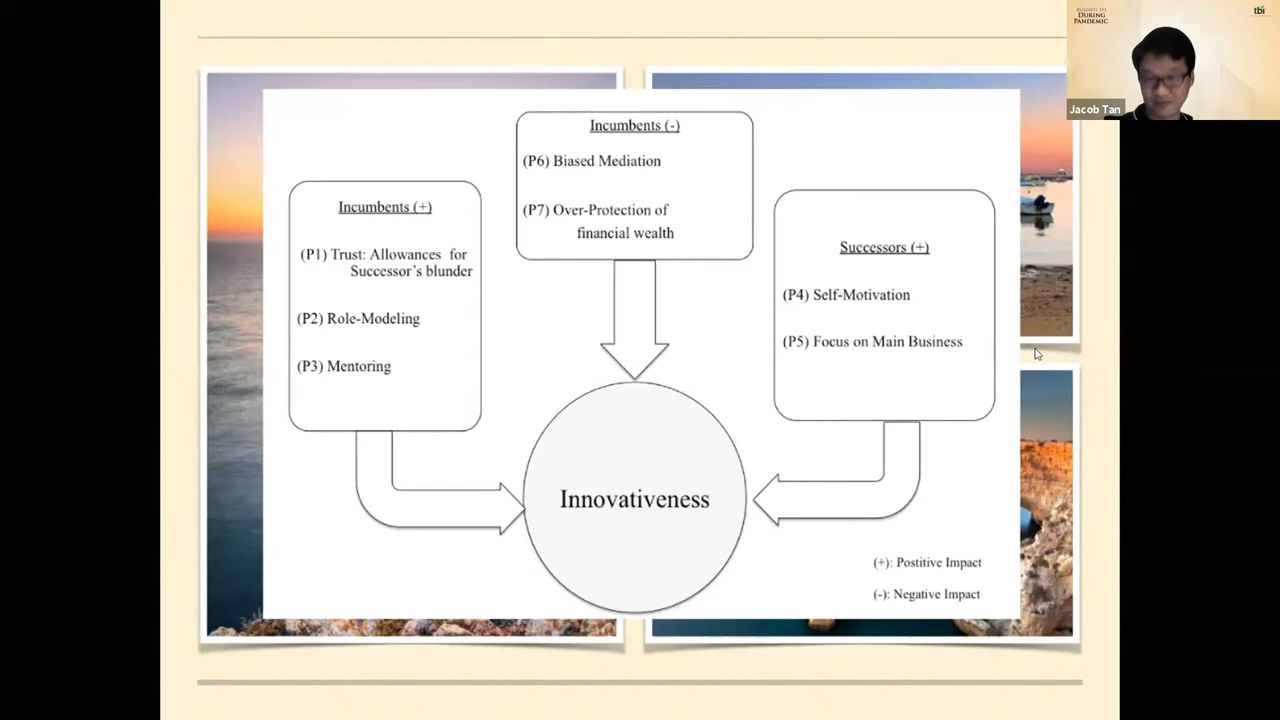 BUSINESS 101
DURING
PANDEMIC
tbi
Jacob Tan
Incumbents (-)
(P6) Biased Mediation
(P7) Over-Protection of
financial wealth
Incumbents (+)
(P1) Trust: Allowances for
Successor's blunder
(P2) Role-Modeling
(P3) Mentoring
Successors (+)
(P4) Self-Motivation
(P5) Focus on Main Business
Innovativeness
(+): Postitive Impact
(-): Negative Impact